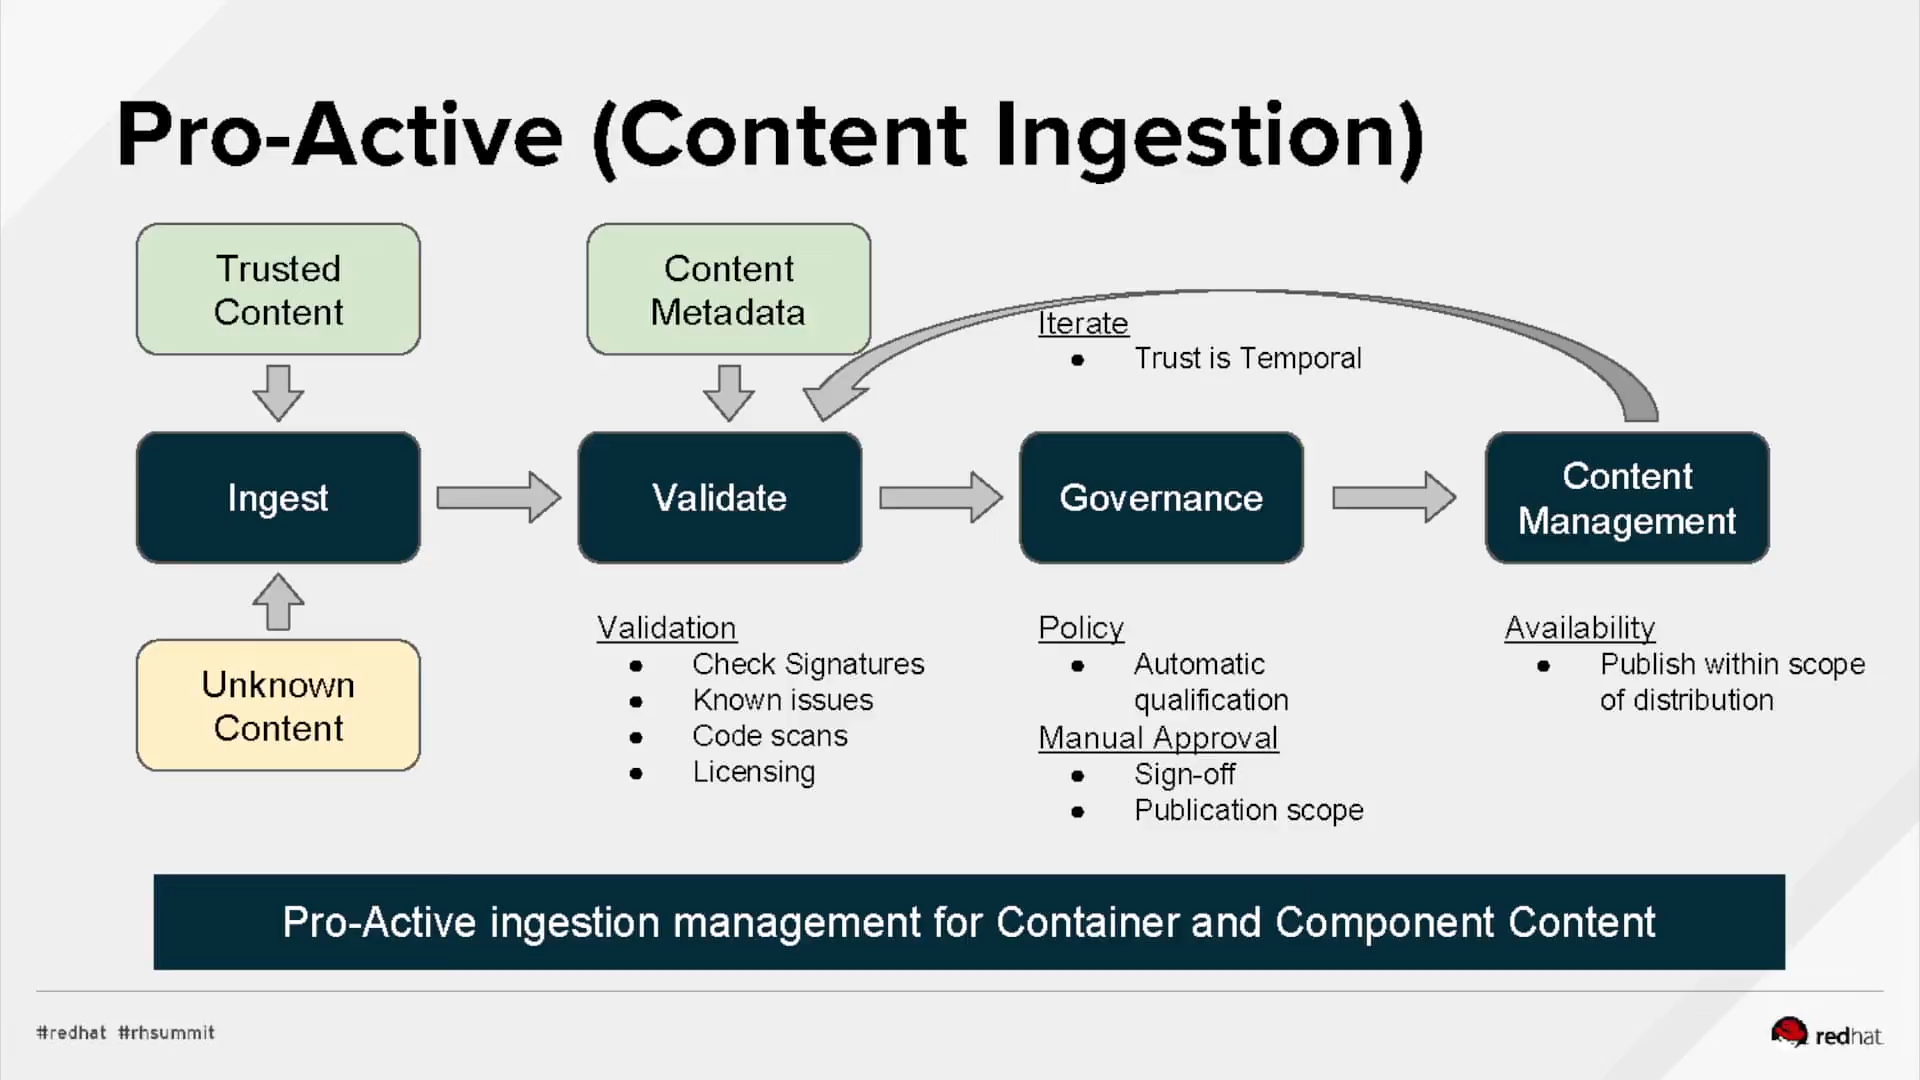 Pro-Active (Content Ingestion)
Trusted
Content
Content
Metadata
Iterate
● Trust is Temporal
Ingest
Validate
Governance
Content
Management
Unknown
Content
Validation
● Check Signatures
● Known issues
● Code scans
● Licensing
Policy
● Automatic
qualification
Manual Approval
● Sign-off
● Publication scope
Availability
● Publish within scope
of distribution
Pro-Active ingestion management for Container and Component Content
#redhat #rhsummit
redhat